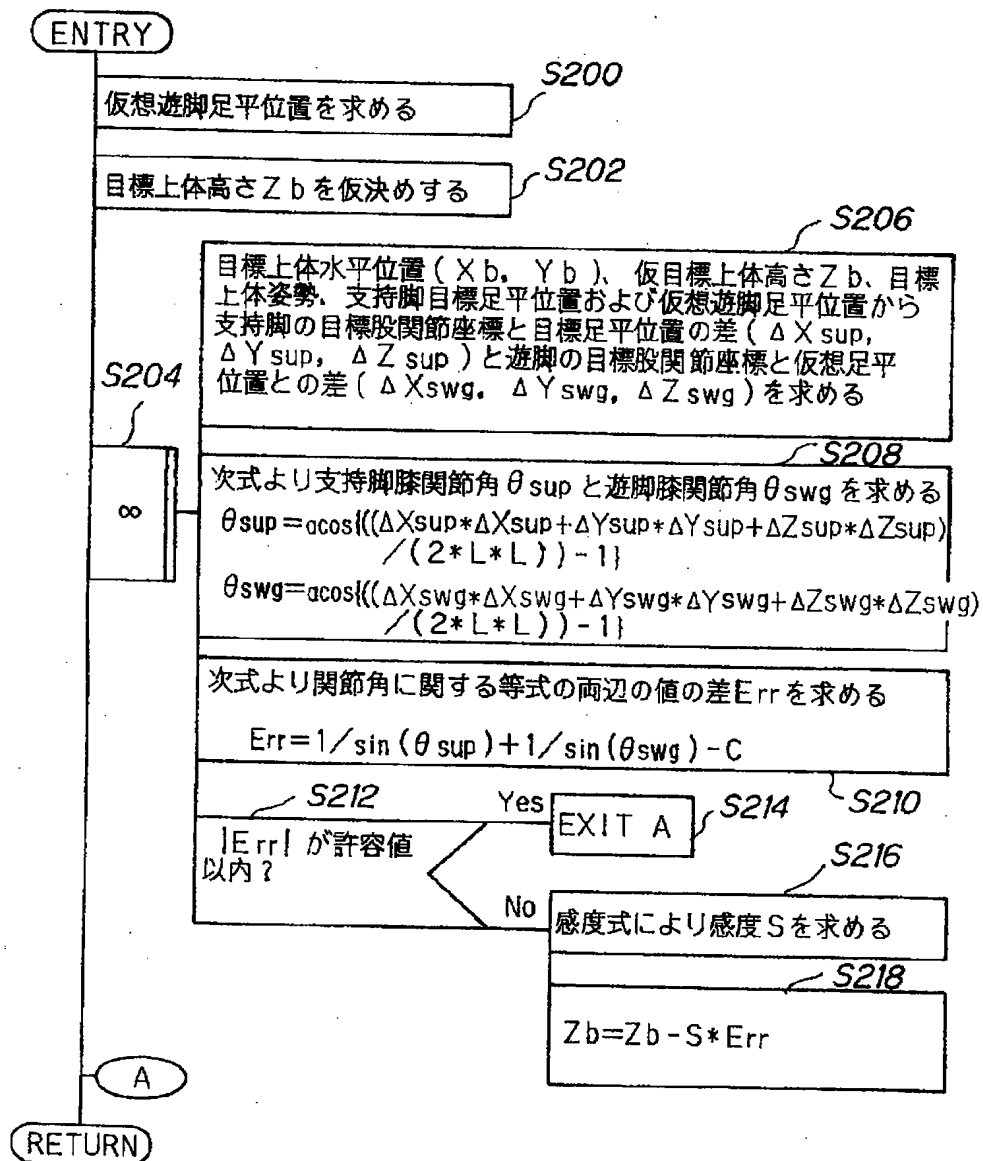 ENTRY
S200
仮想遊脚足平位置を求める
S202
目標上体高さZbを仮決めする
S206
目標上体水平位置(Xb, Yb)、仮目標上体高さZb、目標
上体姿勢、支持脚目標足平位置および仮想遊脚足平位置から
支持脚の目標股関節座標と目標足平位置の差(ΔXsup,
ΔYsup, ΔZsup)と遊脚の目標股関節座標と仮想足平
位置との差(ΔXswg, ΔYswg, ΔZswg)を求める
S204
∞
S208
次式より支持脚膝関節角θsupと遊脚膝関節角θswgを求める
θsup=acos{((ΔXsup*ΔXsup+ΔYsup*ΔYsup+ΔZsup*ΔZsup)
/(2*L*L))-1}
θswg=acos{((ΔXswg*ΔXswg+ΔYswg*ΔYswg+ΔZswg*ΔZswg)
/(2*L*L))-1}
次式より関節角に関する等式の両辺の値の差Errを求める
Err=1/sin(θsup)+1/sin(θswg)-C
S210
S212
|Err|が許容値
以内?
Yes
EXIT A
S214
No
S216
感度式により感度Sを求める
S218
Zb=Zb-S*Err
A
RETURN